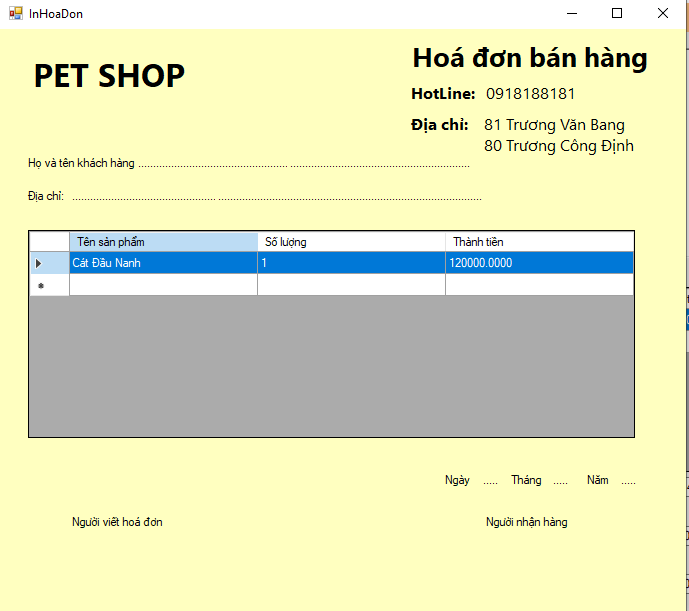 InHoaDon
PET SHOP
Hoá đơn bán hàng
HotLine: 0918188181
Địa chỉ: 81 Trương Văn Bang
80 Trương Công Định
Họ và tên khách hàng .................................................. ............................................................
Địa chỉ: ................................................ ........................................................................................
Tên sản phẩm Số lượng Thành tiền
Cát Đầu Nanh 1 120000.0000
Ngày ..... Tháng ..... Năm .....
Người viết hoá đơn Người nhận hàng